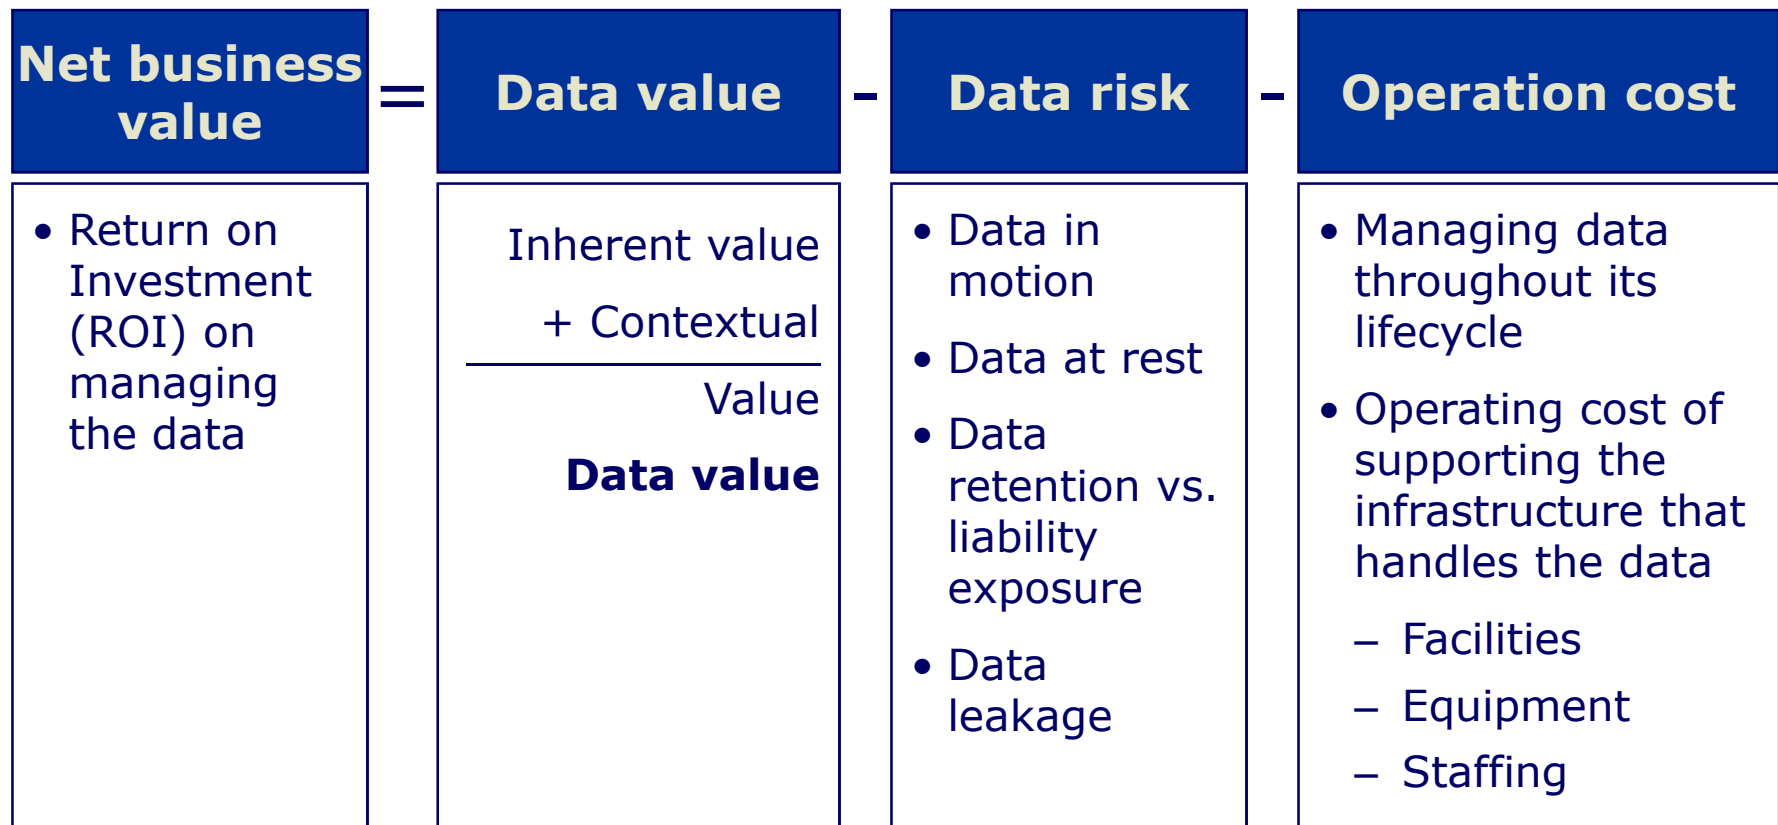 Net business
value
=
Data value
-
Data risk
-
Operation cost
• Return on
Investment
(ROI) on
managing
the data
Inherent value
+ Contextual
Value
Data value
• Data in
motion
• Data at rest
• Data
retention vs.
liability
exposure
• Data
leakage
• Managing data
throughout its
lifecycle
• Operating cost of
supporting the
infrastructure that
handles the data
– Facilities
– Equipment
– Staffing